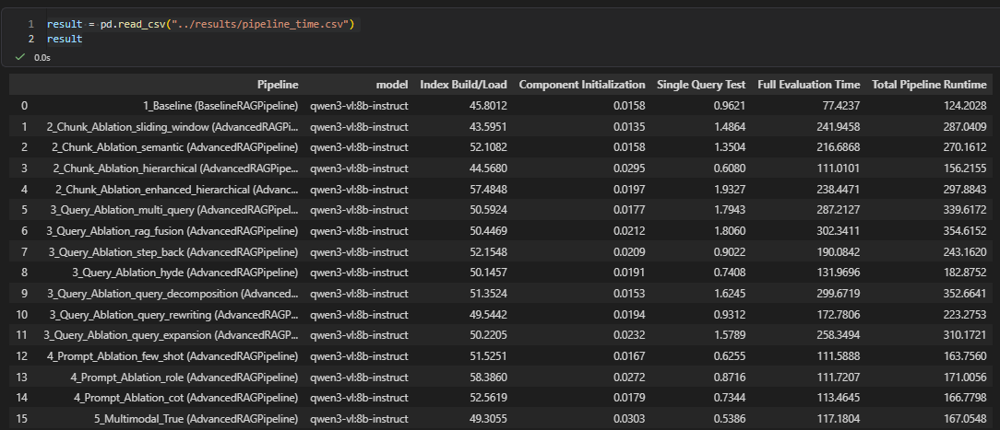 1 result = pd.read_csv("../results/pipeline_time.csv")
2 result
0.0s
Pipeline model Index Build/Load Component Initialization Single Query Test Full Evaluation Time Total Pipeline Runtime
0 1_Baseline (BaselineRAGPipeline) qwen3-vl:8b-instruct 45.8012 0.0158 0.9621 77.4237 124.2028
1 2_Chunk_Ablation_sliding_window (AdvancedRAGPi... qwen3-vl:8b-instruct 43.5951 0.0135 1.4864 241.9458 287.0409
2 2_Chunk_Ablation_semantic (AdvancedRAGPipeline) qwen3-vl:8b-instruct 52.1082 0.0158 1.3504 216.6868 270.1612
3 2_Chunk_Ablation_hierarchical (AdvancedRAGPipe... qwen3-vl:8b-instruct 44.5680 0.0295 0.6080 111.0101 156.2155
4 2_Chunk_Ablation_enhanced_hierarchical (Advanc... qwen3-vl:8b-instruct 57.4848 0.0197 1.9327 238.4471 297.8843
5 3_Query_Ablation_multi_query (AdvancedRAGPipel... qwen3-vl:8b-instruct 50.5924 0.0177 1.7943 287.2127 339.6172
6 3_Query_Ablation_rag_fusion (AdvancedRAGPipeline) qwen3-vl:8b-instruct 50.4469 0.0212 1.8060 302.3411 354.6152
7 3_Query_Ablation_step_back (AdvancedRAGPipeline) qwen3-vl:8b-instruct 52.1548 0.0209 0.9022 190.0842 243.1620
8 3_Query_Ablation_hyde (AdvancedRAGPipeline) qwen3-vl:8b-instruct 50.1457 0.0191 0.7408 131.9696 182.8752
9 3_Query_Ablation_query_decomposition (Advanced... qwen3-vl:8b-instruct 51.3524 0.0153 1.6245 299.6719 352.6641
10 3_Query_Ablation_query_rewriting (AdvancedRAGP... qwen3-vl:8b-instruct 49.5442 0.0194 0.9312 172.7806 223.2753
11 3_Query_Ablation_query_expansion (AdvancedRAGP... qwen3-vl:8b-instruct 50.2205 0.0232 1.5789 258.3494 310.1721
12 4_Prompt_Ablation_few_shot (AdvancedRAGPipeline) qwen3-vl:8b-instruct 51.5251 0.0167 0.6255 111.5888 163.7560
13 4_Prompt_Ablation_role (AdvancedRAGPipeline) qwen3-vl:8b-instruct 58.3860 0.0272 0.8716 111.7207 171.0056
14 4_Prompt_Ablation_cot (AdvancedRAGPipeline) qwen3-vl:8b-instruct 52.5619 0.0179 0.7344 113.4645 166.7798
15 5_Multimodal_True (AdvancedRAGPipeline) qwen3-vl:8b-instruct 49.3055 0.0303 0.5386 117.1804 167.0548